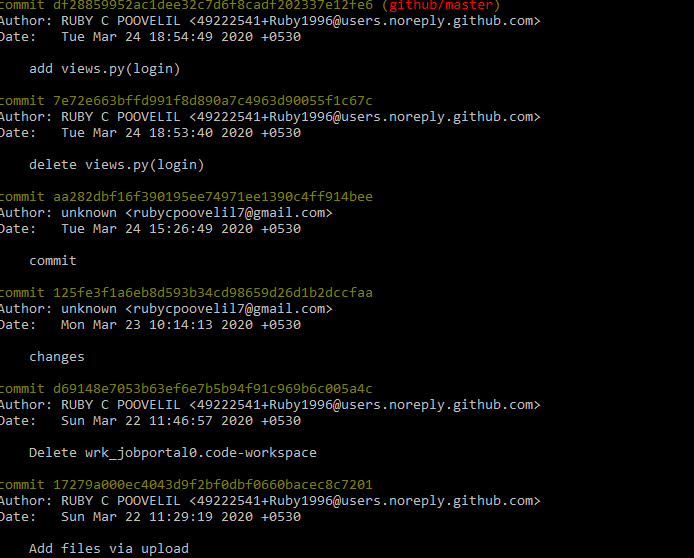 commit df28859952ac1dee32c7d6f8cadf202337e12fe6 (github/master)
Author: RUBY C POOVELIL <49222541+Ruby1996@users.noreply.github.com>
Date:   Tue Mar 24 18:54:49 2020 +0530
add views.py(login)
commit 7e72e663bffd991f8d890a7c4963d90055f1c67c
Author: RUBY C POOVELIL <49222541+Ruby1996@users.noreply.github.com>
Date:   Tue Mar 24 18:53:40 2020 +0530
delete views.py(login)
commit aa282dbf16f390195ee74971ee1390c4ff914bee
Author: unknown <rubycpoovelil7@gmail.com>
Date:   Tue Mar 24 15:26:49 2020 +0530
commit
commit 125fe3f1a6eb8d593b34cd98659d26d1b2dccfaa
Author: unknown <rubycpoovelil7@gmail.com>
Date:   Mon Mar 23 10:14:13 2020 +0530
changes
commit d69148e7053b63ef6e7b5b94f91c969b6c005a4c
Author: RUBY C POOVELIL <49222541+Ruby1996@users.noreply.github.com>
Date:   Sun Mar 22 11:46:57 2020 +0530
Delete wrk_jobportal0.code-workspace
commit 17279a000ec4043d9f2bf0dbf0660bacec8c7201
Author: RUBY C POOVELIL <49222541+Ruby1996@users.noreply.github.com>
Date:   Sun Mar 22 11:29:19 2020 +0530
Add files via upload